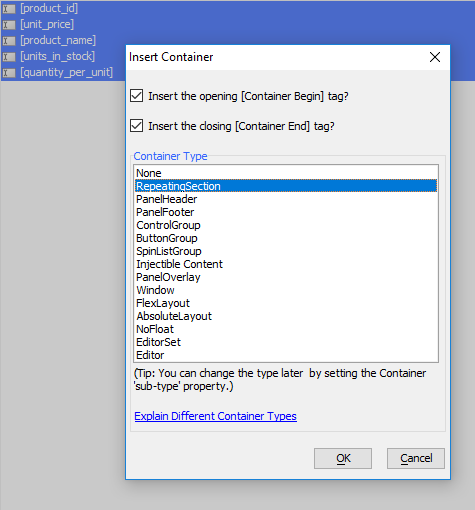 [product_id]
[unit_price]
[product_name]
[units_in_stock]
[quantity_per_unit]
Insert Container
Insert the opening [Container Begin] tag?
Insert the closing [Container End] tag?
Container Type
None
RepeatingSection
PanelHeader
PanelFooter
ControlGroup
ButtonGroup
SpinListGroup
Injectible Content
PanelOverlay
Window
FlexLayout
AbsoluteLayout
NoFloat
EditorSet
Editor
(Tip: You can change the type later by setting the Container
'sub-type' property.)
Explain Different Container Types
OK
Cancel